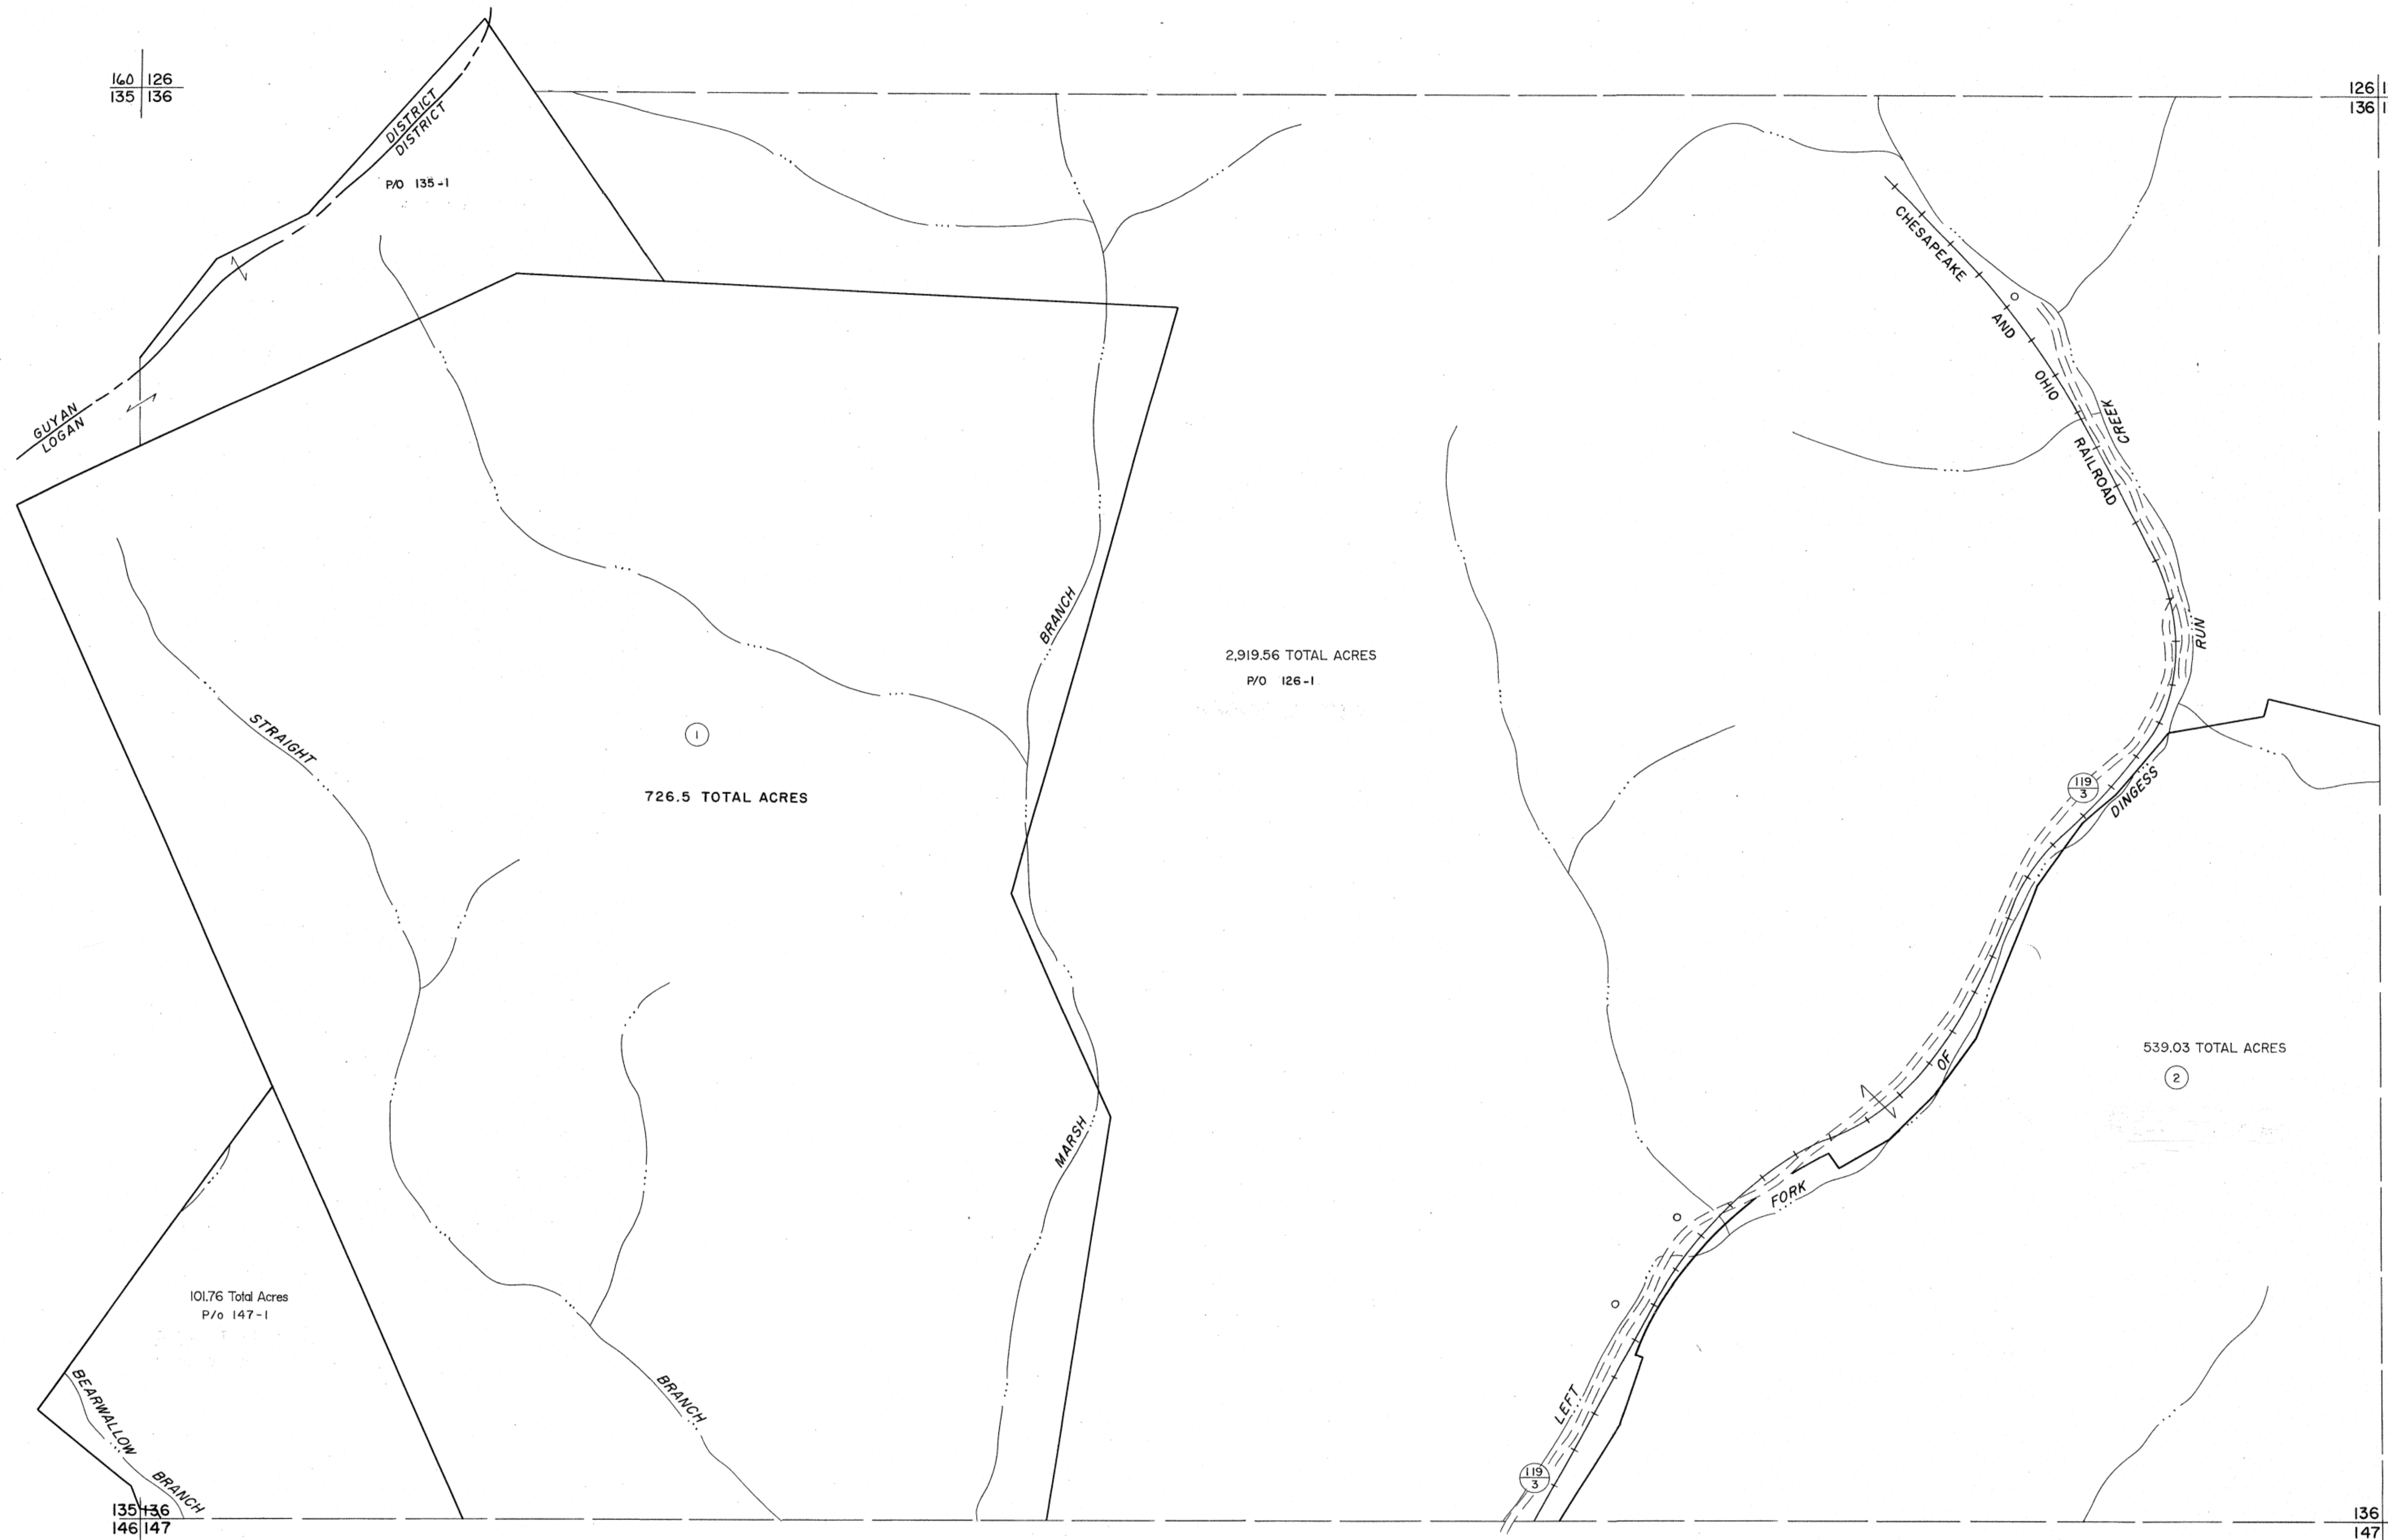 160 126
135 136
126 1
136 1
DISTRICT
DISTRICT
P/O 135-1
GUYAN
LOGAN
CHESAPEAKE
AND
OHIO
RAILROAD
CREEK
RUN
BRANCH
2,919.56 TOTAL ACRES
P/O 126-1
STRAIGHT
1
726.5 TOTAL ACRES
119
3
DINGESS
OF
539.03 TOTAL ACRES
2
MARSH
FORK
101.76 Total Acres
P/o 147-1
BEARWALLOW
BRANCH
BRANCH
LEFT
119
3
135 136
146 147
136
147